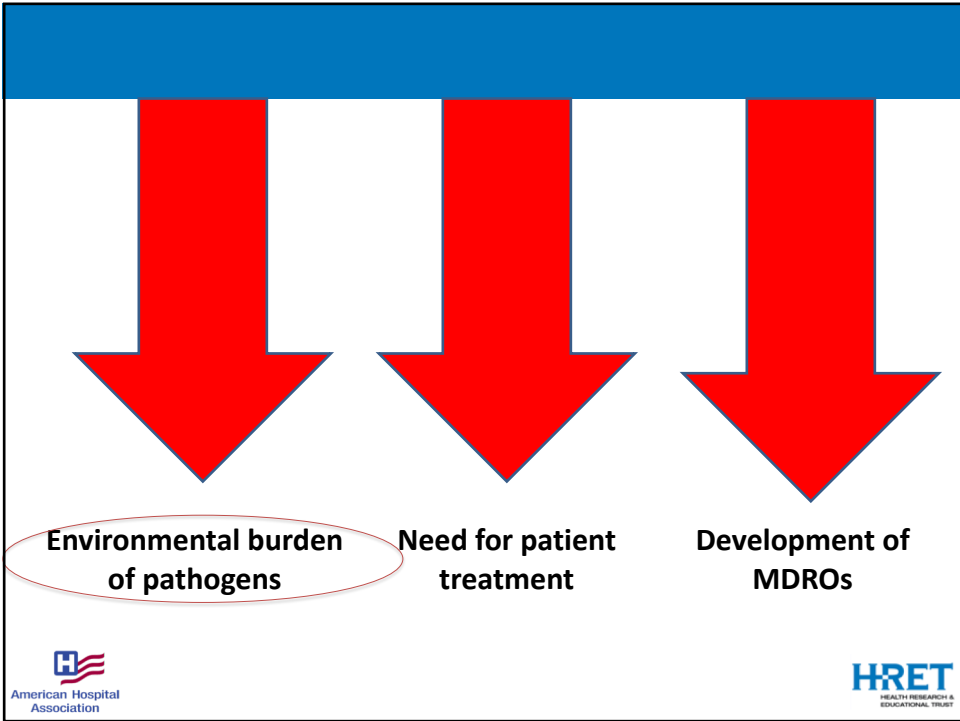 Environmental burden
of pathogens
Need for patient
treatment
Development of
MDROs
H
American Hospital
Association
HRET
HEALTH RESEARCH &
EDUCATIONAL TRUST